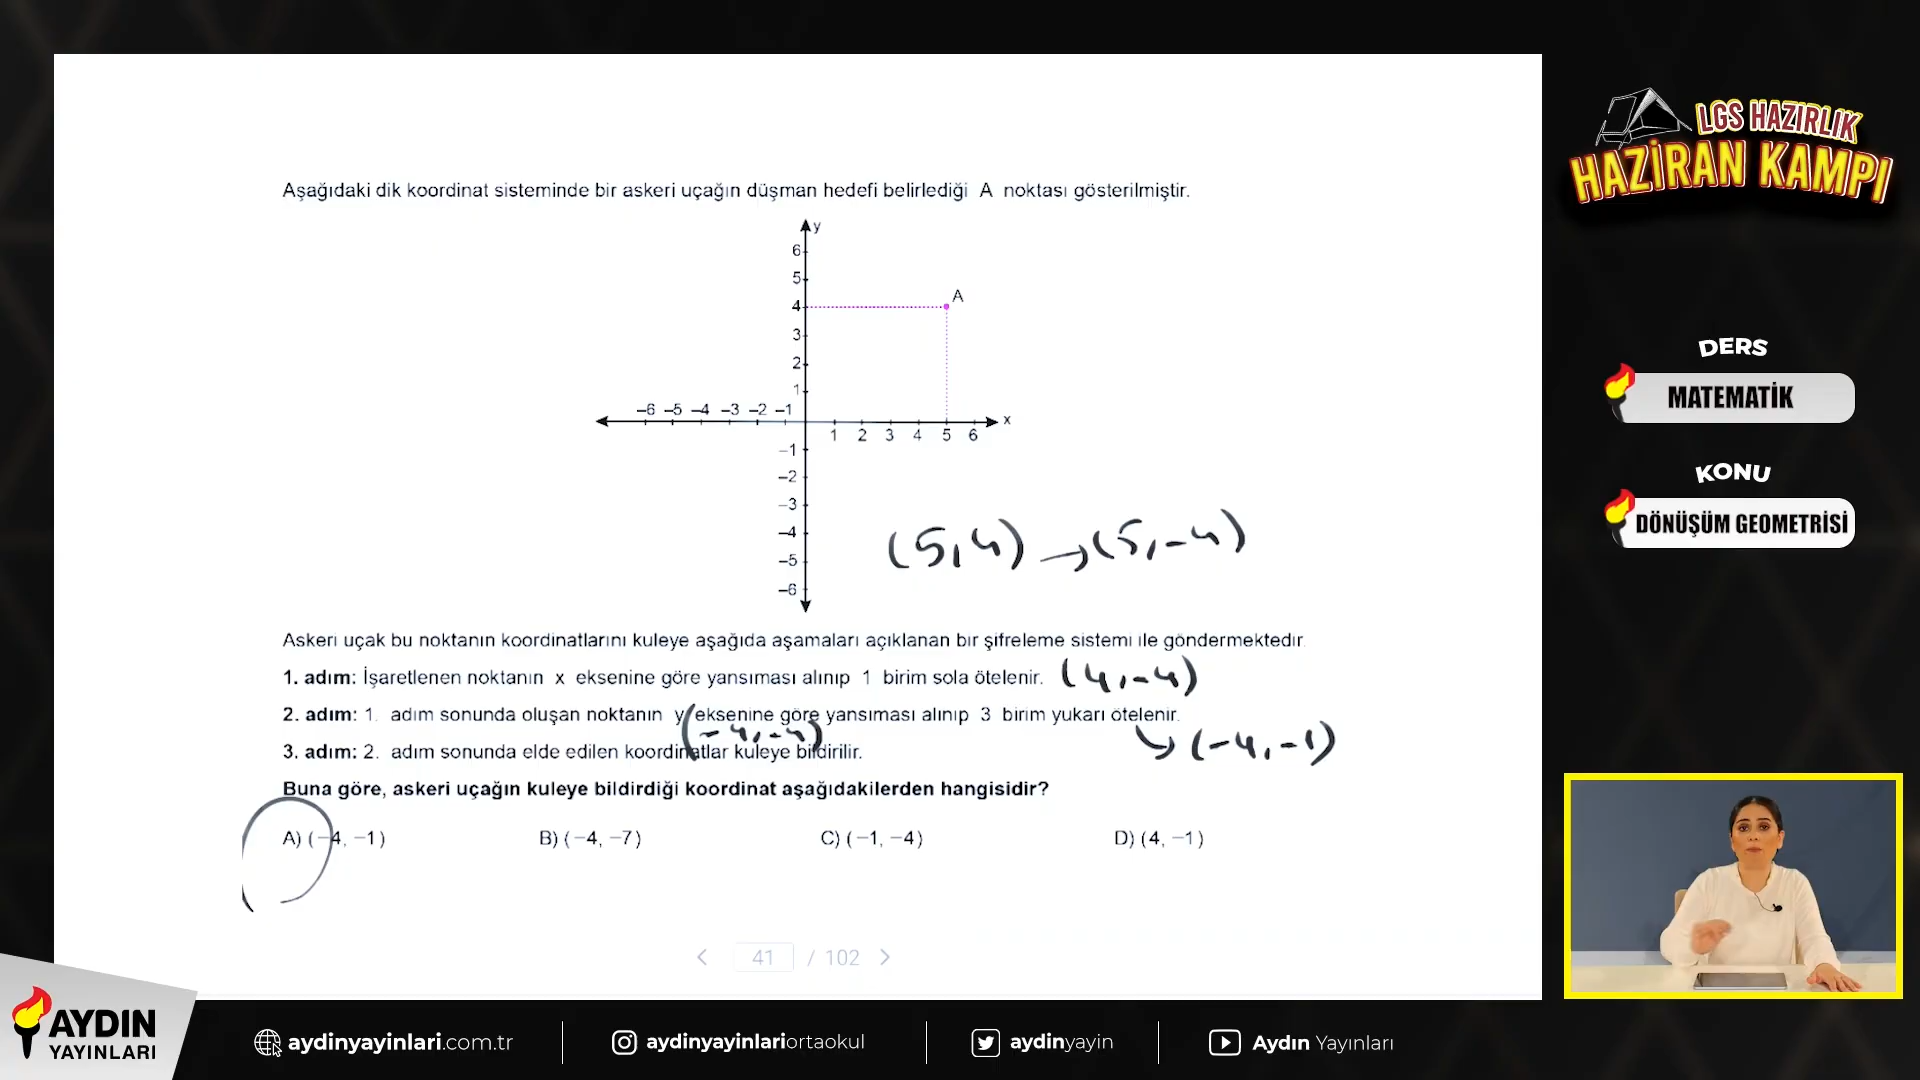 LGS HAZIRLIK
HAZİRAN KAMPI
Aşağıdaki dik koordinat sisteminde bir askeri uçağın düşman hedefi belirlediği A noktası gösterilmiştir.
y
6
5
4
A
3
2
1
–6 –5 –4 –3 –2 –1
x
1 2 3 4 5 6
–1
–2
–3
–4
–5
–6
(5,4) → (5,-4)
Askeri uçak bu noktanın koordinatlarını kuleye aşağıda aşamaları açıklanan bir şifreleme sistemi ile göndermektedir.
1. adım: İşaretlenen noktanın x eksenine göre yansıması alınıp 1 birim sola ötelenir. (4,-4)
2. adım: 1. adım sonunda oluşan noktanın y eksenine göre yansıması alınıp 3 birim yukarı ötelenir.
(-4,-4) ↳ (-4,-1)
3. adım: 2. adım sonunda elde edilen koordinatlar kuleye bildirilir.
Buna göre, askeri uçağın kuleye bildirdiği koordinat aşağıdakilerden hangisidir?
A) (–4, –1) B) (–4, –7) C) (–1, –4) D) (4, –1)
< 41 / 102 >
DERS
MATEMATİK
KONU
DÖNÜŞÜM GEOMETRİSİ
AYDIN
YAYINLARI
aydinyayinlari.com.tr aydinyayinlariortaokul aydinyayin Aydın Yayınları